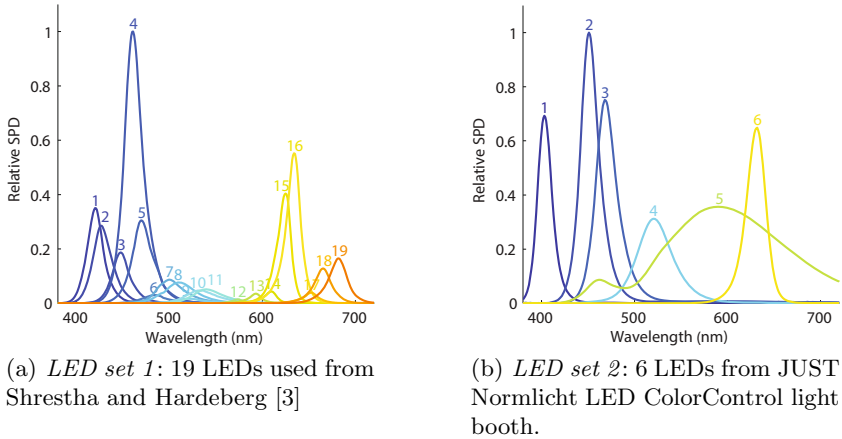 1
0.8
0.6
0.4
0.2
0
Relative SPD
400 500 600 700
Wavelength (nm)
1 2 3 4 5 6 7 8 10 11 12 13 14 15 16 17 18 19
(a) LED set 1: 19 LEDs used from
Shrestha and Hardeberg [3]
1
0.8
0.6
0.4
0.2
0
Relative SPD
400 500 600 700
Wavelength (nm)
1 2 3 4 5 6
(b) LED set 2: 6 LEDs from JUST
Normlicht LED ColorControl light
booth.